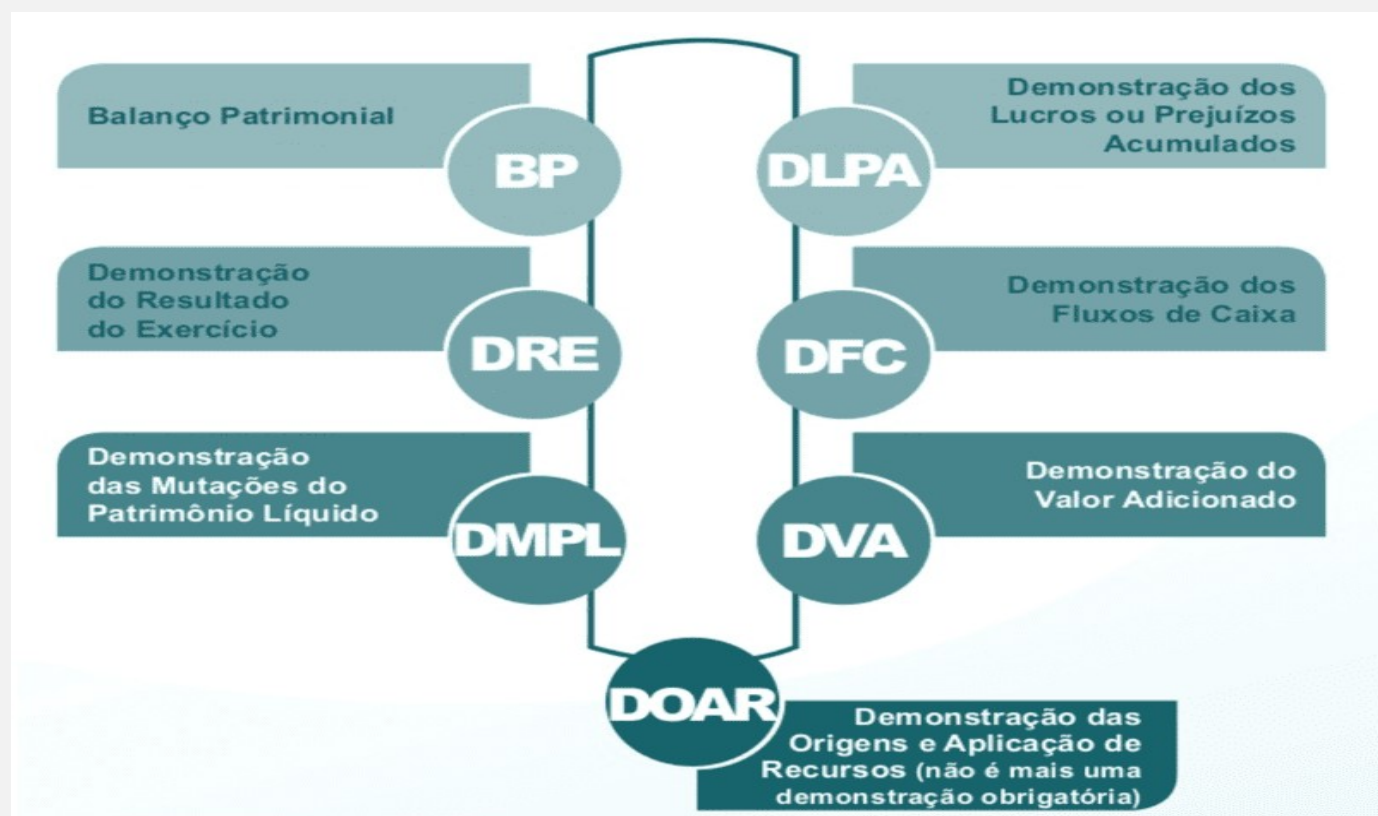 Balanço Patrimonial
BP
Demonstração dos
Lucros ou Prejuízos
Acumulados
DLPA
Demonstração
do Resultado
do Exercício
DRE
Demonstração dos
Fluxos de Caixa
DFC
Demonstração
das Mutações do
Patrimônio Líquido
DMPL
Demonstração do
Valor Adicionado
DVA
DOAR
Demonstração das
Origens e Aplicação de
Recursos (não é mais uma
demonstração obrigatória)